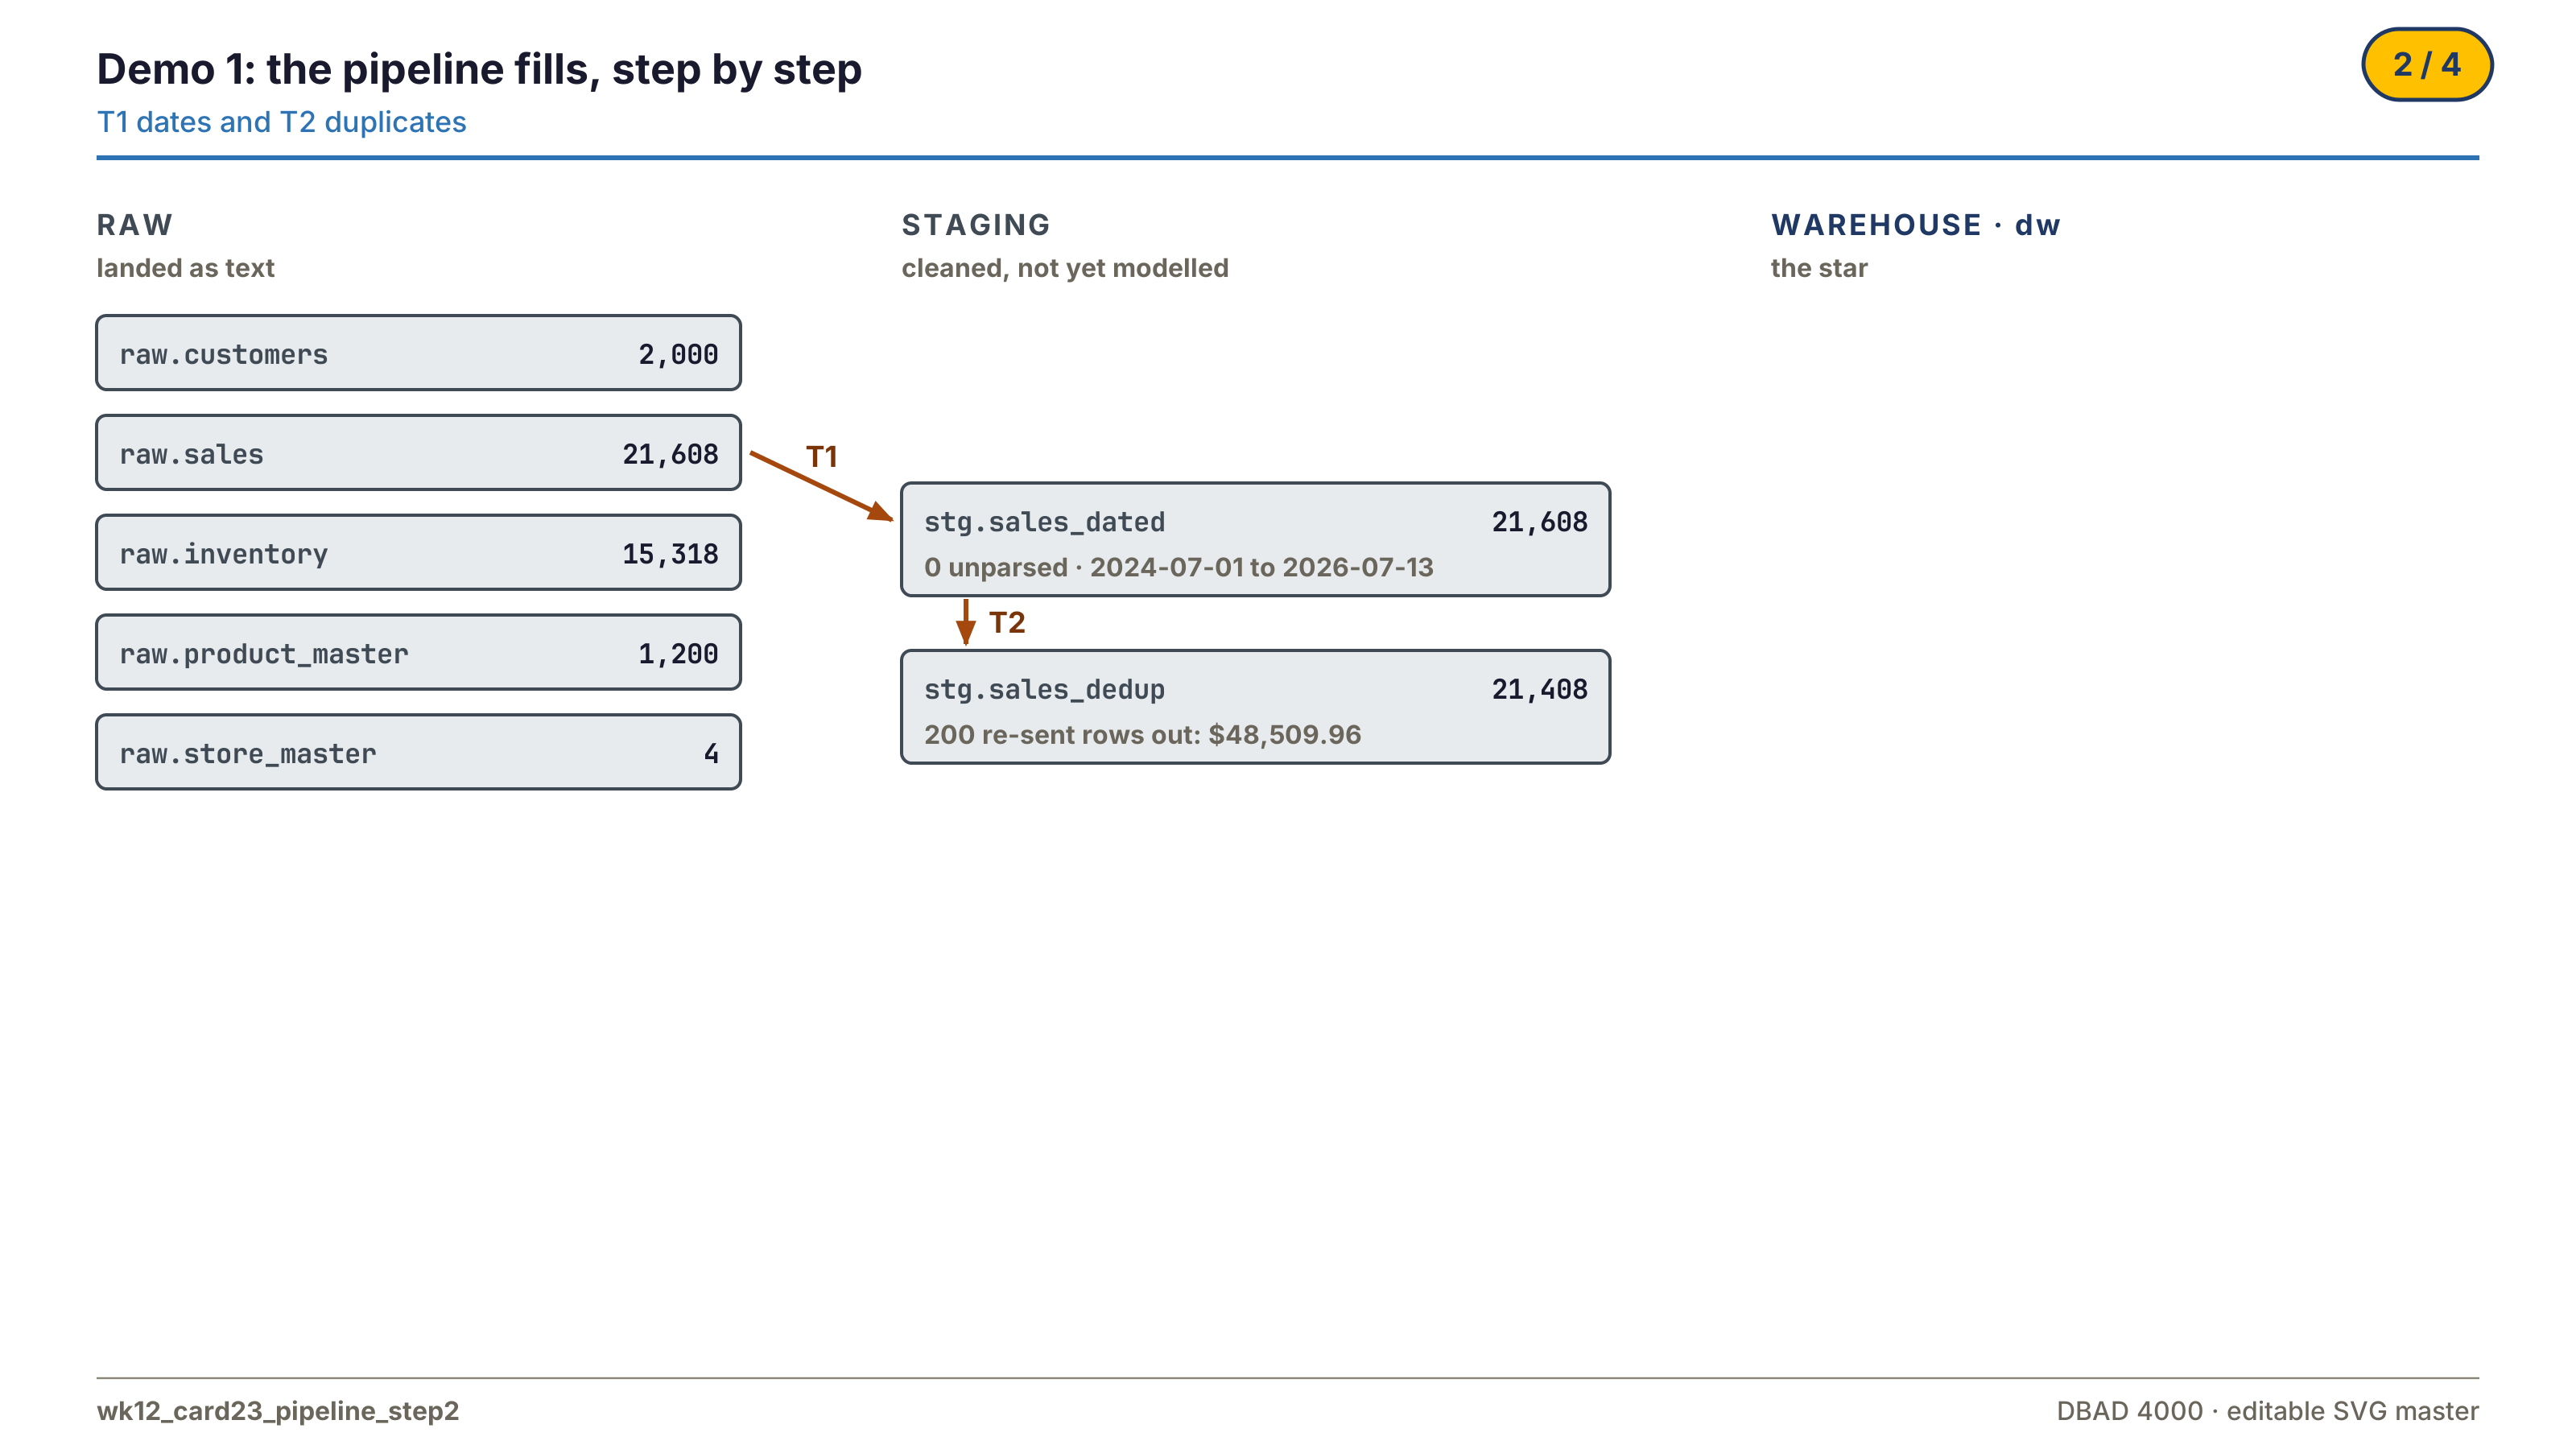 Demo 1: the pipeline fills, step by step
2 / 4
T1 dates and T2 duplicates
RAW
landed as text
STAGING
cleaned, not yet modelled
WAREHOUSE · dw
the star
raw.customers 2,000
raw.sales 21,608
raw.inventory 15,318
raw.product_master 1,200
raw.store_master 4
T1
stg.sales_dated 21,608
0 unparsed · 2024-07-01 to 2026-07-13
T2
stg.sales_dedup 21,408
200 re-sent rows out: $48,509.96
wk12_card23_pipeline_step2
DBAD 4000 · editable SVG master